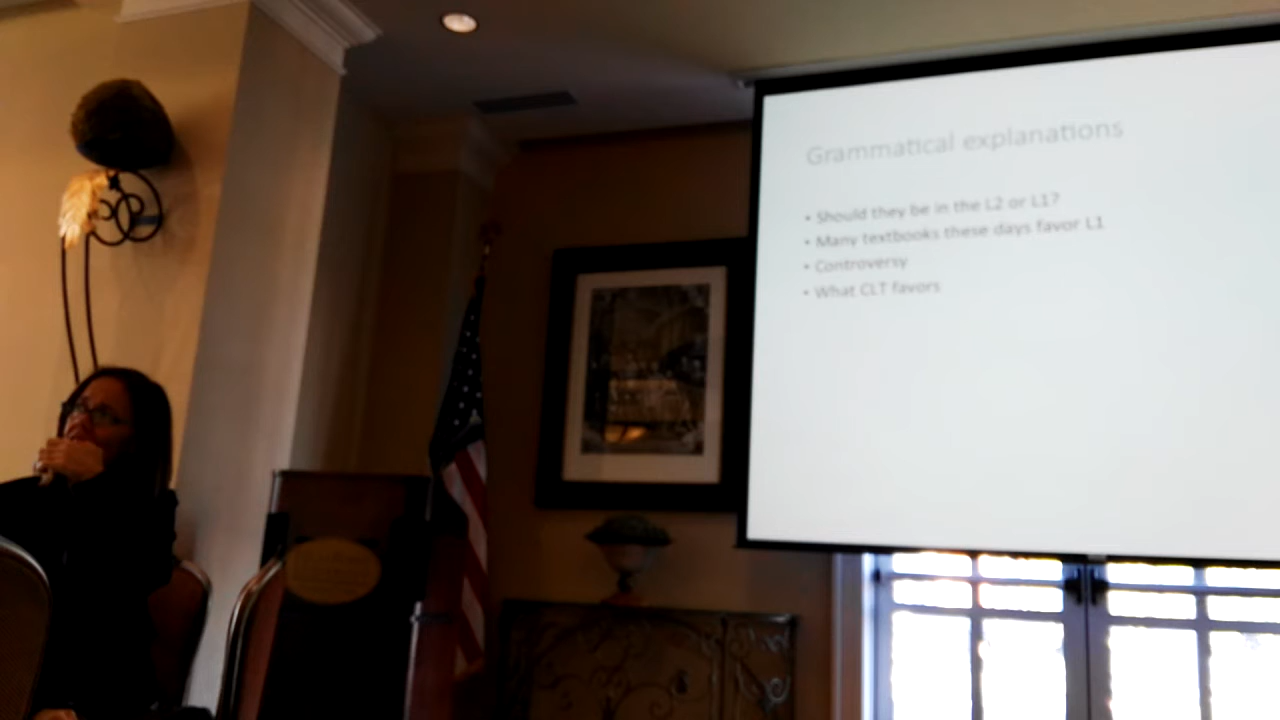 Grammatical explanations
• Should they be in the L2 or L1?
• Many textbooks these days favor L1
• Controversy
• What CLT favors